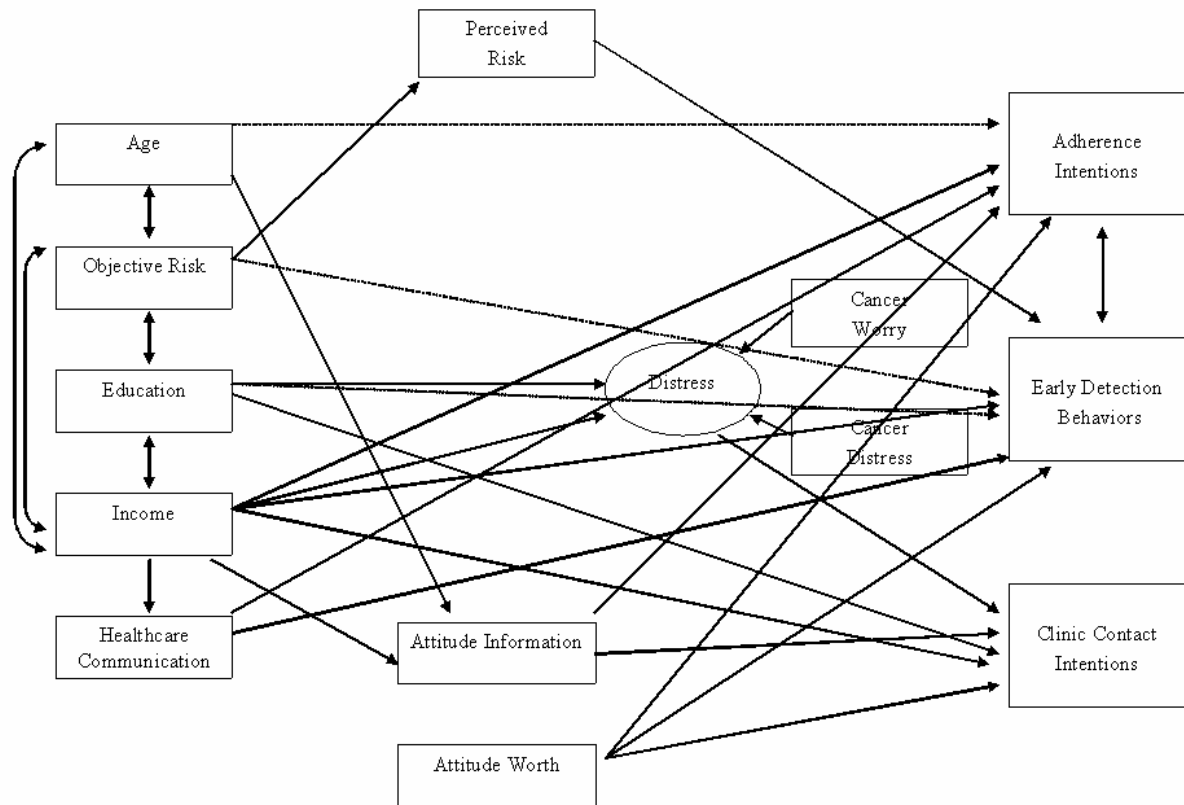 Perceived
Risk
Age
Adherence
Intentions
Objective Risk
Cancer
Worry
Education
Distress
Early Detection
Behaviors
Cancer
Distress
Income
Healthcare
Communication
Attitude Information
Clinic Contact
Intentions
Attitude Worth